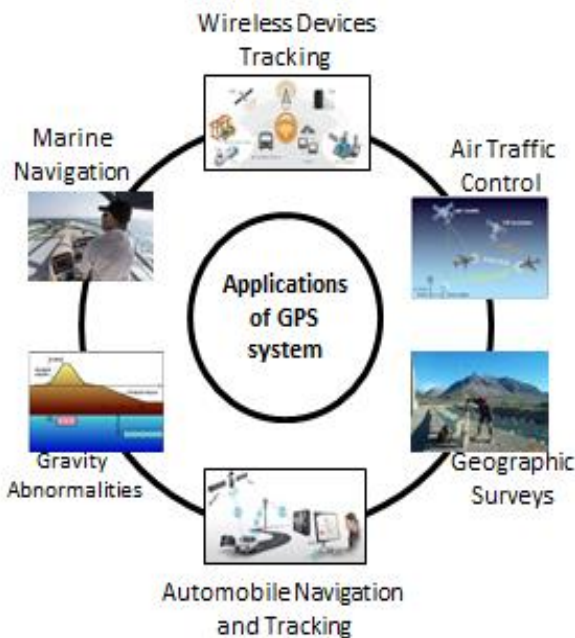 Wireless Devices
Tracking
Marine
Navigation
Air Traffic
Control
Applications
of GPS
system
Gravity
Abnormalities
Geographic
Surveys
Automobile Navigation
and Tracking